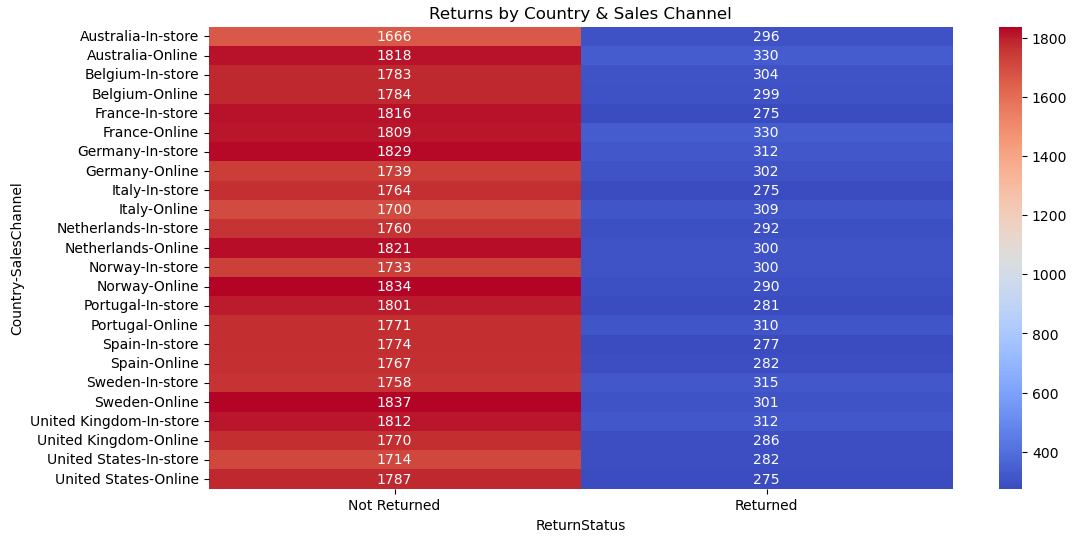 Returns by Country & Sales Channel
Country-SalesChannel
Australia-In-store 1666 296
Australia-Online 1818 330
Belgium-In-store 1783 304
Belgium-Online 1784 299
France-In-store 1816 275
France-Online 1809 330
Germany-In-store 1829 312
Germany-Online 1739 302
Italy-In-store 1764 275
Italy-Online 1700 309
Netherlands-In-store 1760 292
Netherlands-Online 1821 300
Norway-In-store 1733 300
Norway-Online 1834 290
Portugal-In-store 1801 281
Portugal-Online 1771 310
Spain-In-store 1774 277
Spain-Online 1767 282
Sweden-In-store 1758 315
Sweden-Online 1837 301
United Kingdom-In-store 1812 312
United Kingdom-Online 1770 286
United States-In-store 1714 282
United States-Online 1787 275
Not Returned Returned
ReturnStatus
1800
1600
1400
1200
1000
800
600
400